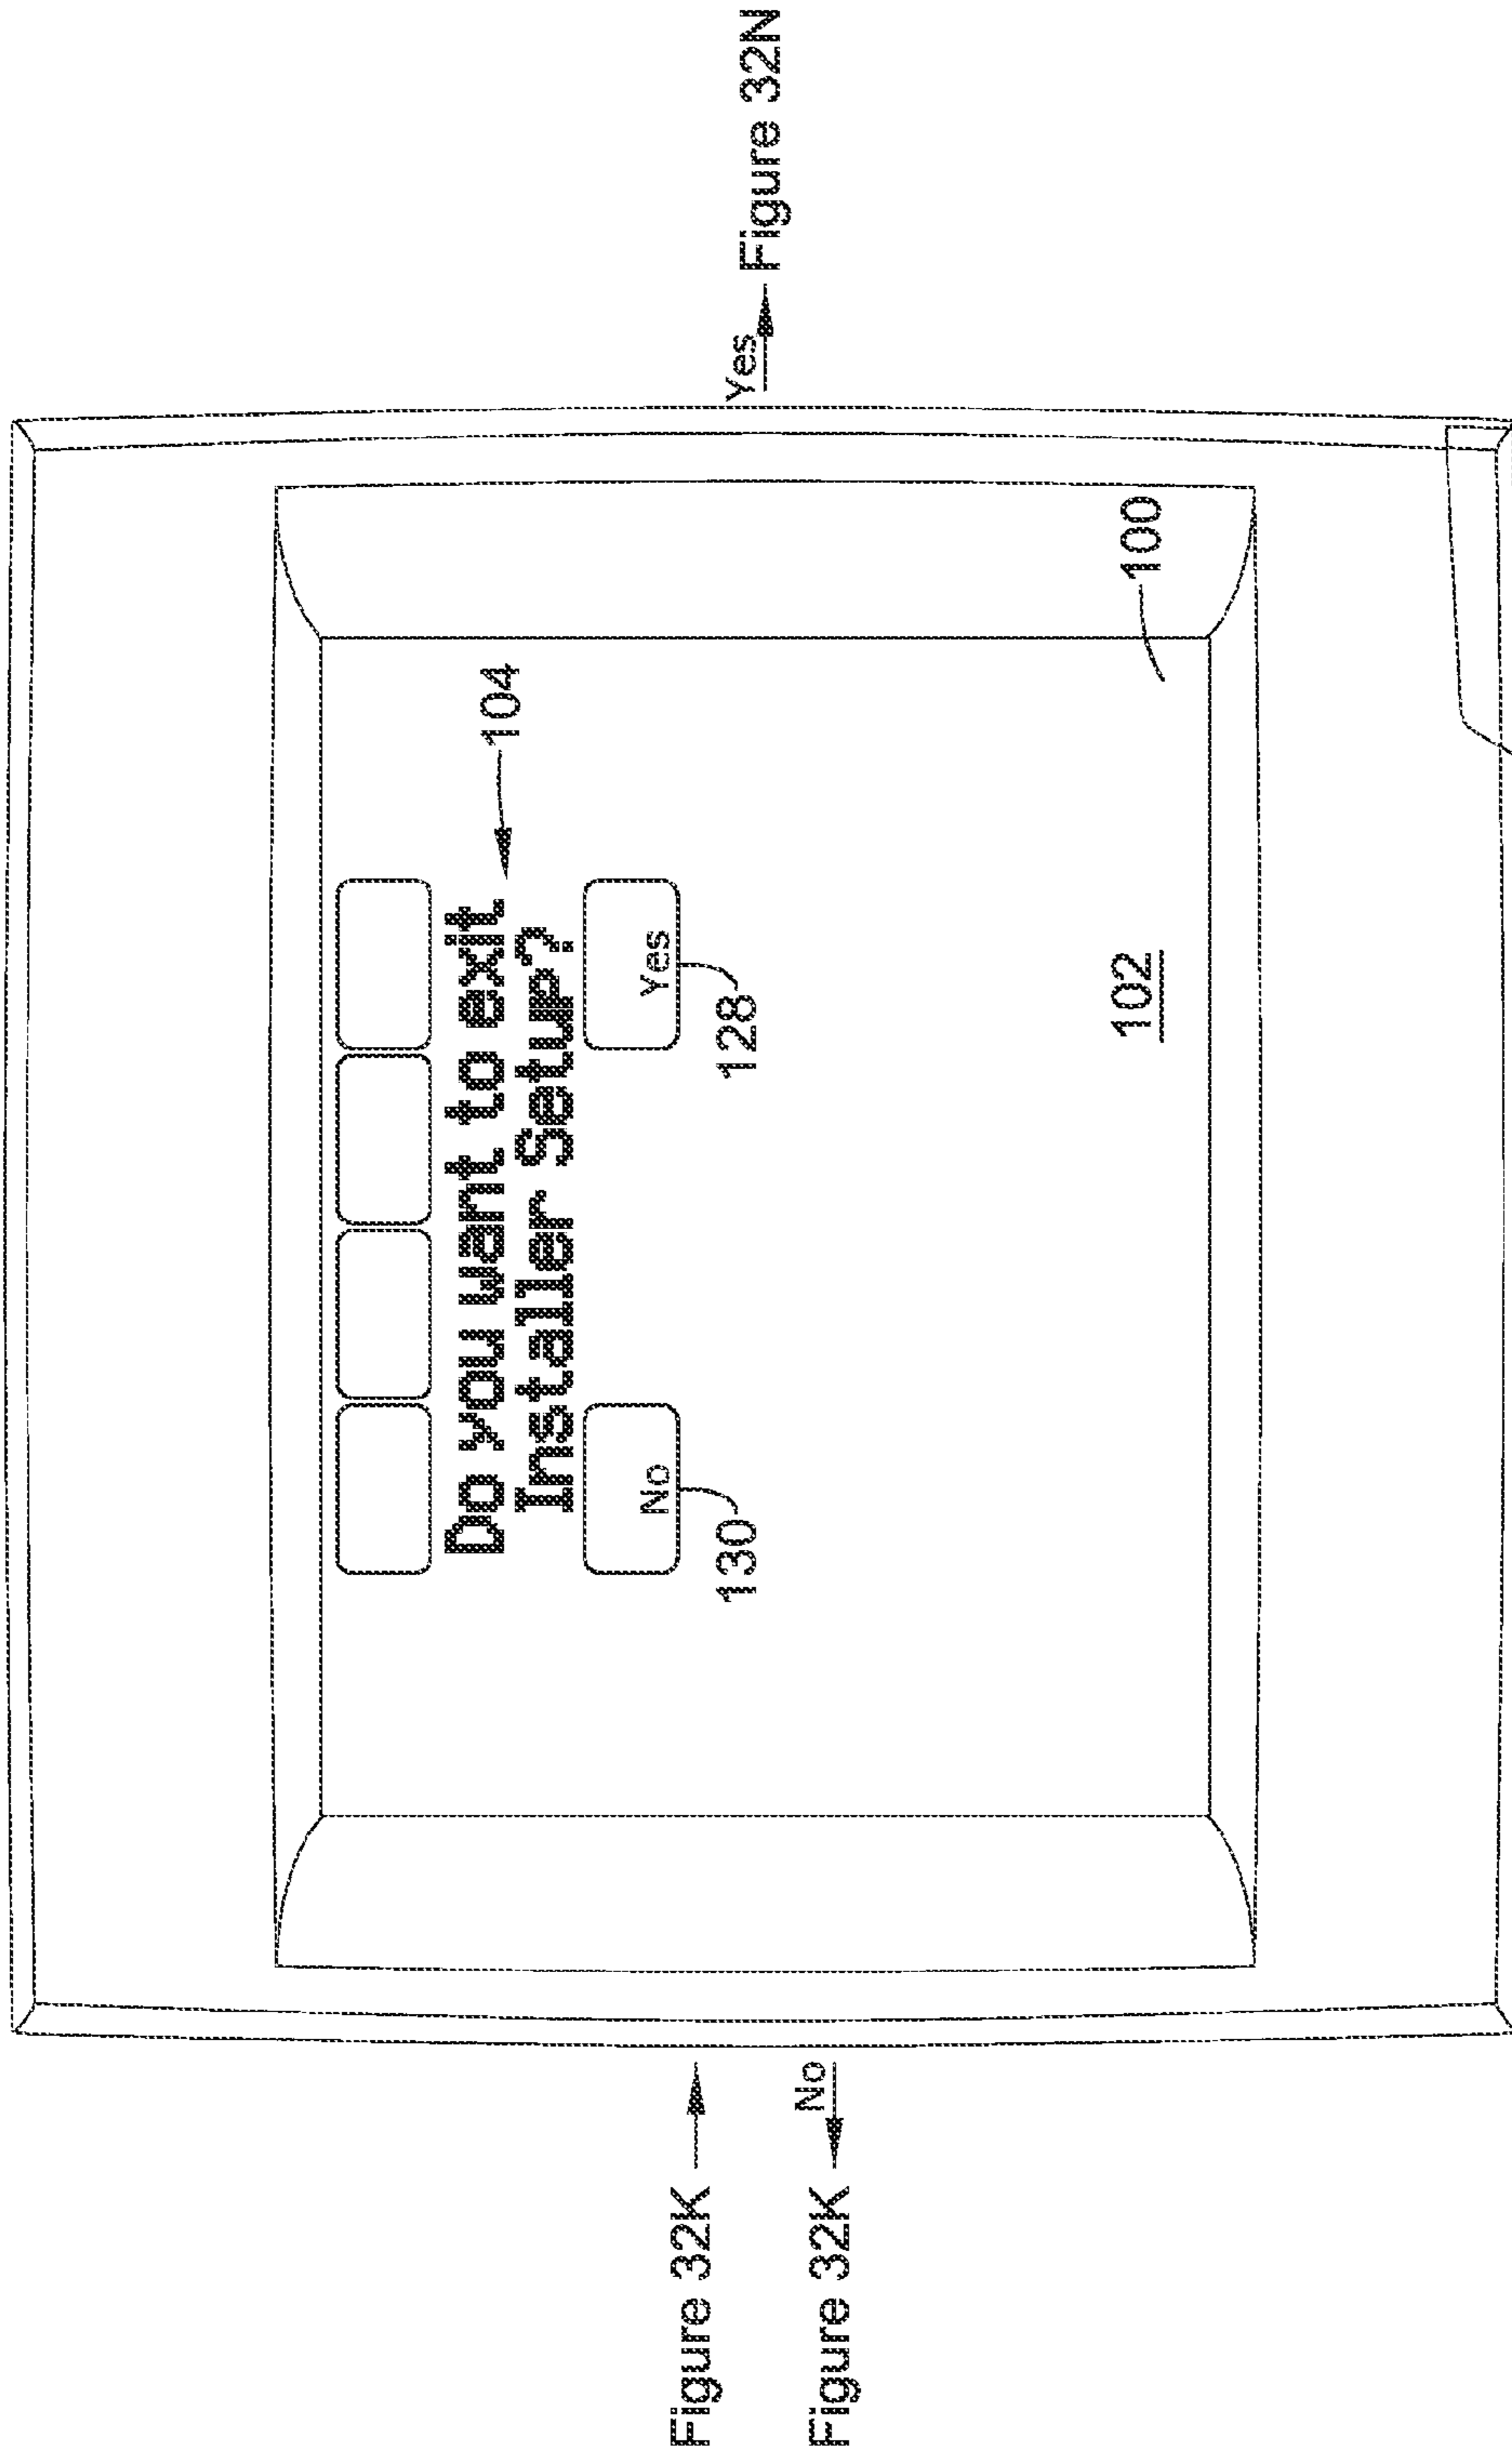 Figure 32K
Figure 32K
No
Do you want to exit
Installer Setup?
104
No
Yes
130
128
102
100
Yes
Figure 32N